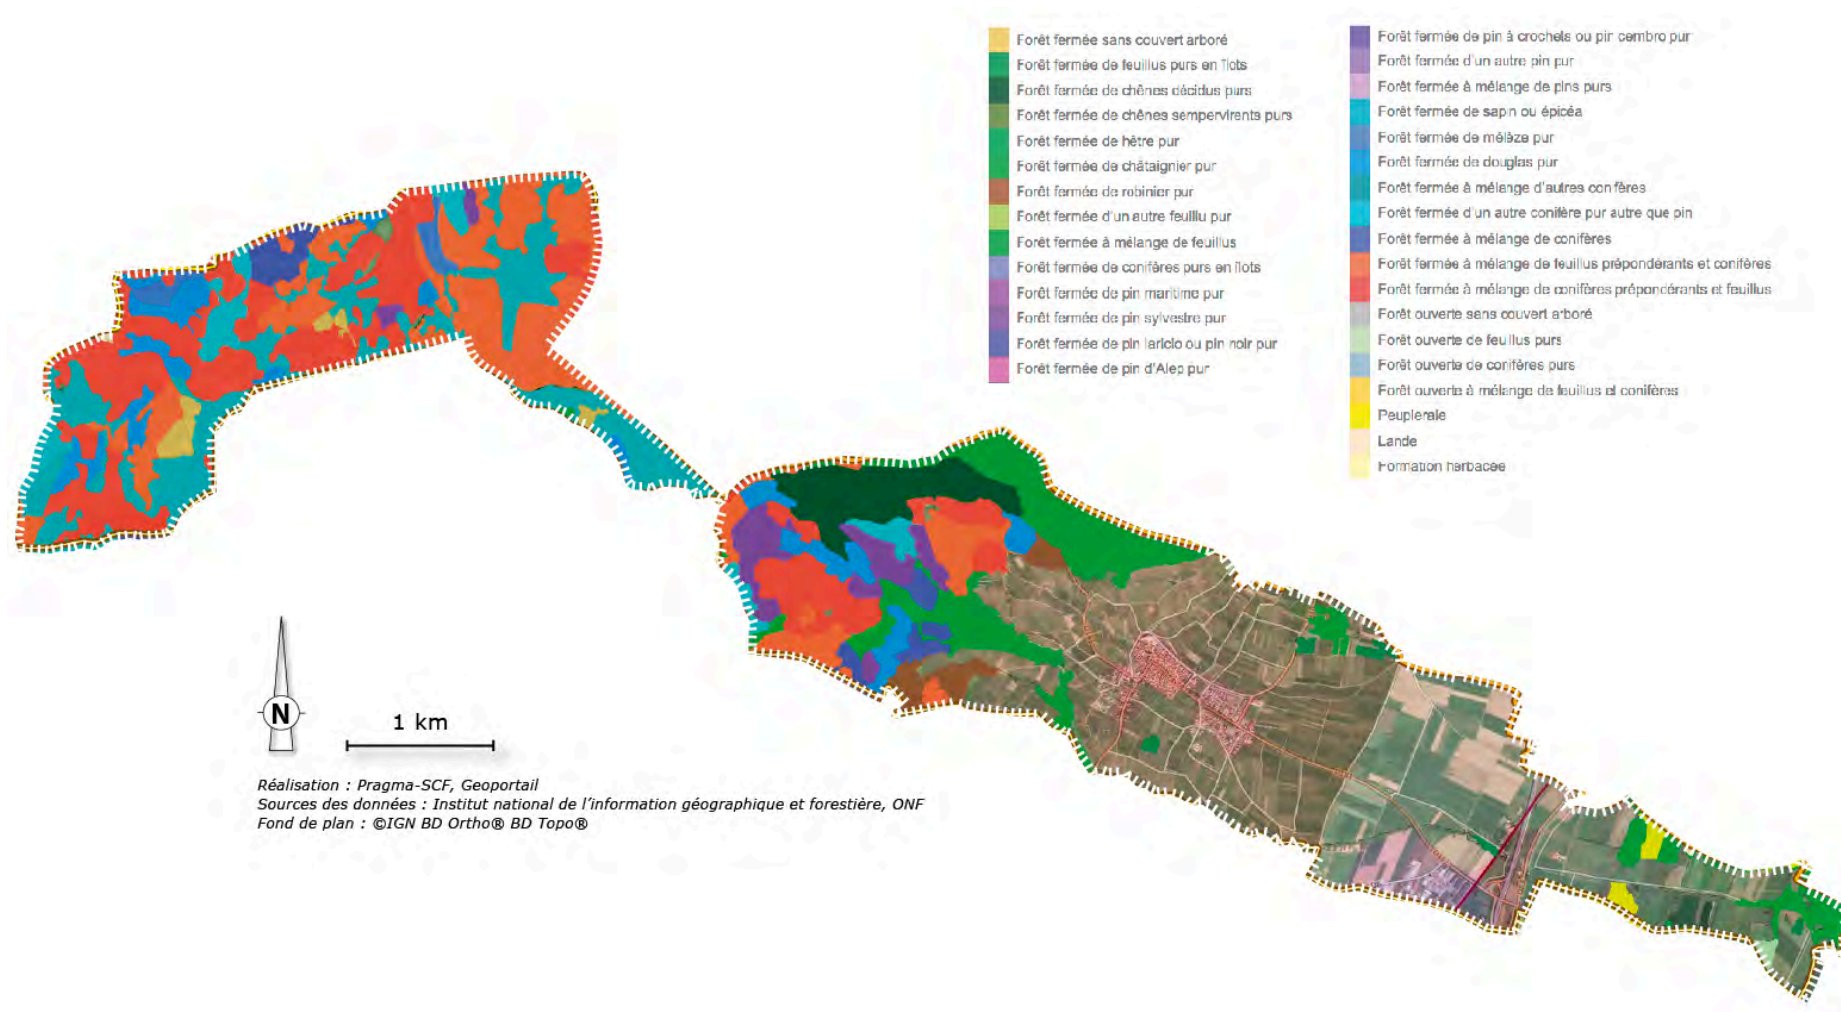 Forêt fermée sans couvert arboré
Forêt fermée de feuillus purs en îlots
Forêt fermée de chênes décidus purs
Forêt fermée de chênes sempervirents purs
Forêt fermée de hêtre pur
Forêt fermée de châtaignier pur
Forêt fermée de robinier pur
Forêt fermée d'un autre feuillu pur
Forêt fermée à mélange de feuillus
Forêt fermée de conifères purs en îlots
Forêt fermée de pin maritime pur
Forêt fermée de pin sylvestre pur
Forêt fermée de pin laricio ou pin noir pur
Forêt fermée de pin d'Alep pur
Forêt fermée de pin à crochets ou pin cembro pur
Forêt fermée d'un autre pin pur
Forêt fermée à mélange de pins purs
Forêt fermée de sapin ou épicéa
Forêt fermée de mélèze pur
Forêt fermée de douglas pur
Forêt fermée à mélange d'autres conifères
Forêt fermée d'un autre conifère pur autre que pin
Forêt fermée à mélange de conifères
Forêt fermée à mélange de feuillus prépondérants et conifères
Forêt fermée à mélange de conifères prépondérants et feuillus
Forêt ouverte sans couvert arboré
Forêt ouverte de feuillus purs
Forêt ouverte de conifères purs
Forêt ouverte à mélange de feuillus et conifères
Peupleraie
Lande
Formation herbacée
N
1 km
Réalisation : Pragma-SCF, Geoportail
Sources des données : Institut national de l'information géographique et forestière, ONF
Fond de plan : ©IGN BD Ortho® BD Topo®